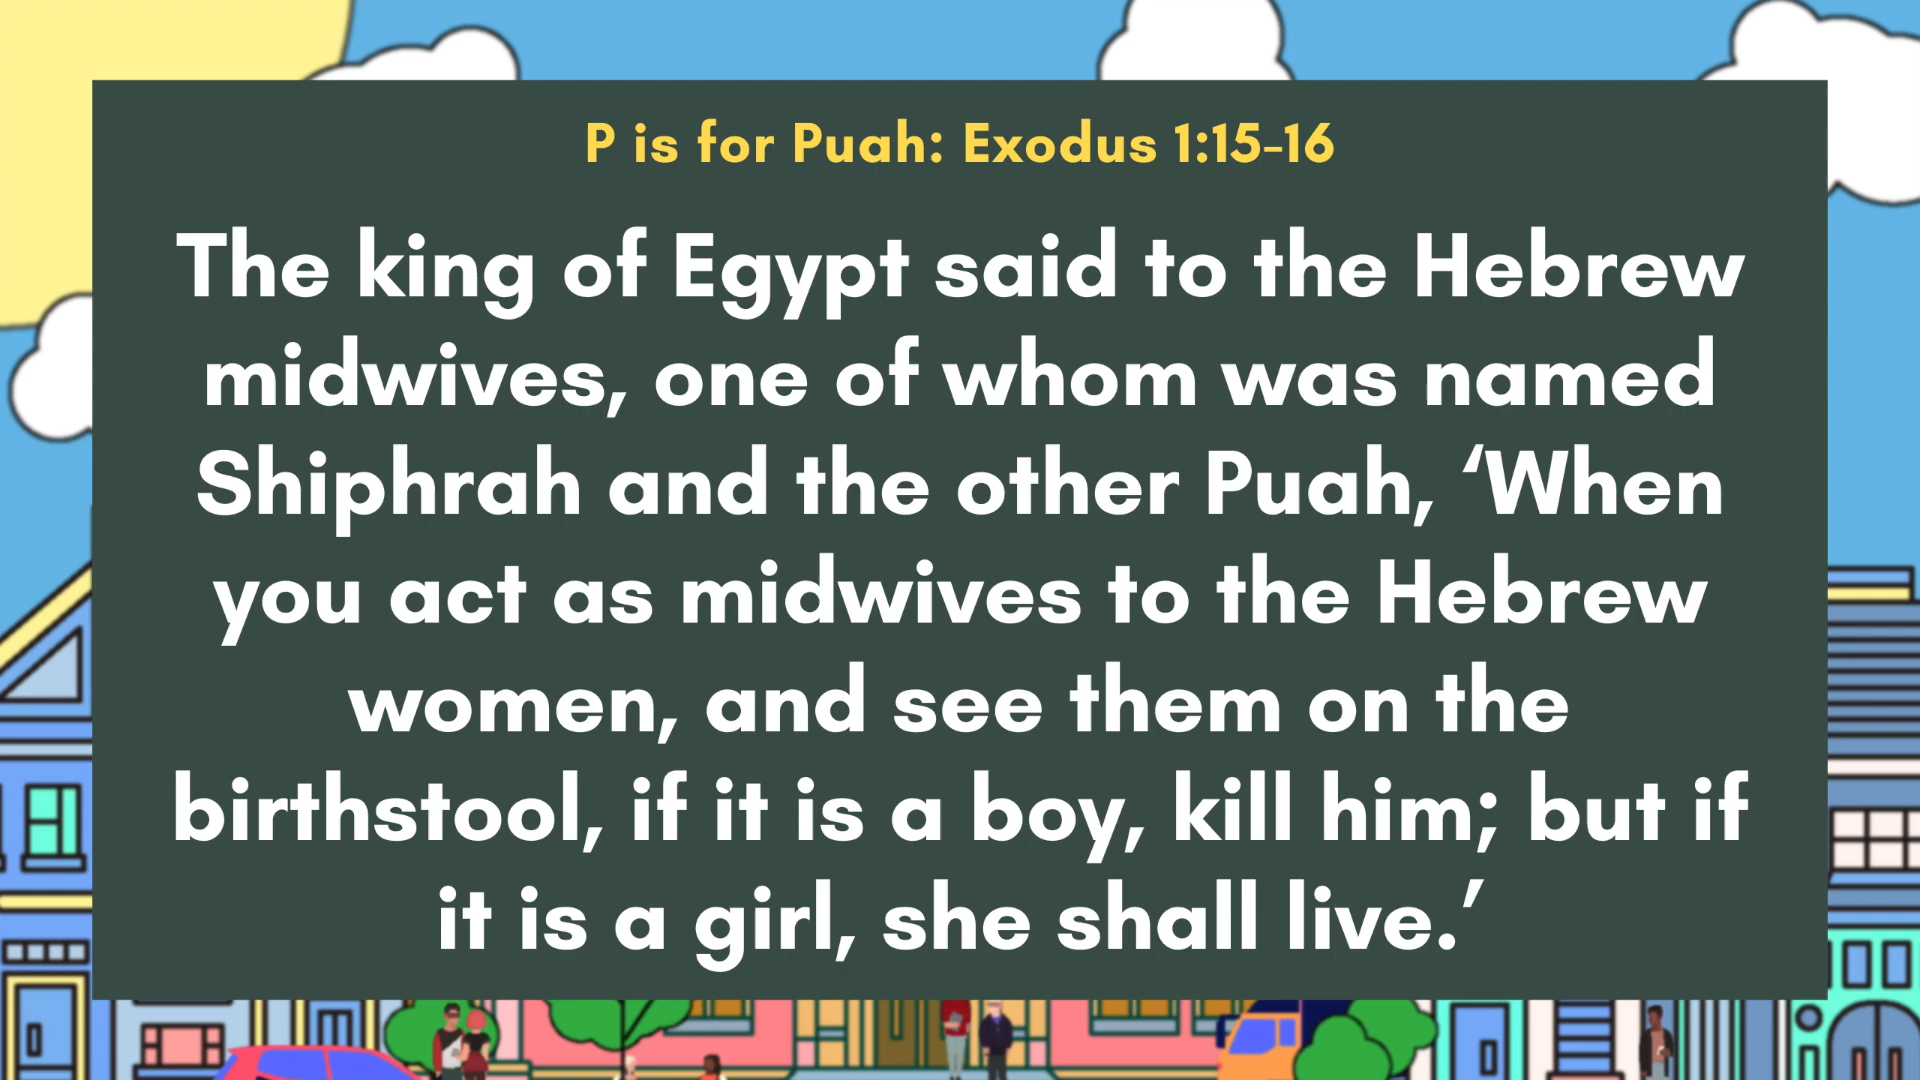 P is for Puah: Exodus 1:15-16
The king of Egypt said to the Hebrew
midwives, one of whom was named
Shiphrah and the other Puah, ‘When
you act as midwives to the Hebrew
women, and see them on the
birthstool, if it is a boy, kill him; but if
it is a girl, she shall live.’